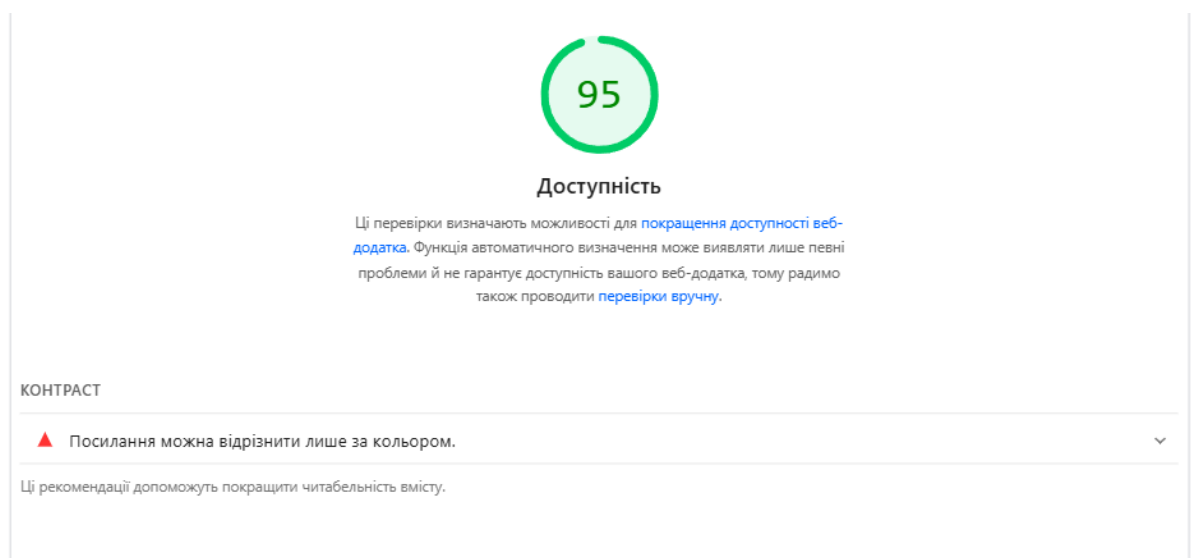 95
Доступність
Ці перевірки визначають можливості для покращення доступності веб-
додатка. Функція автоматичного визначення може виявляти лише певні
проблеми й не гарантує доступність вашого веб-додатка, тому радимо
також проводити перевірки вручну.
КОНТРАСТ
Посилання можна відрізнити лише за кольором.
Ці рекомендації допоможуть покращити читабельність вмісту.